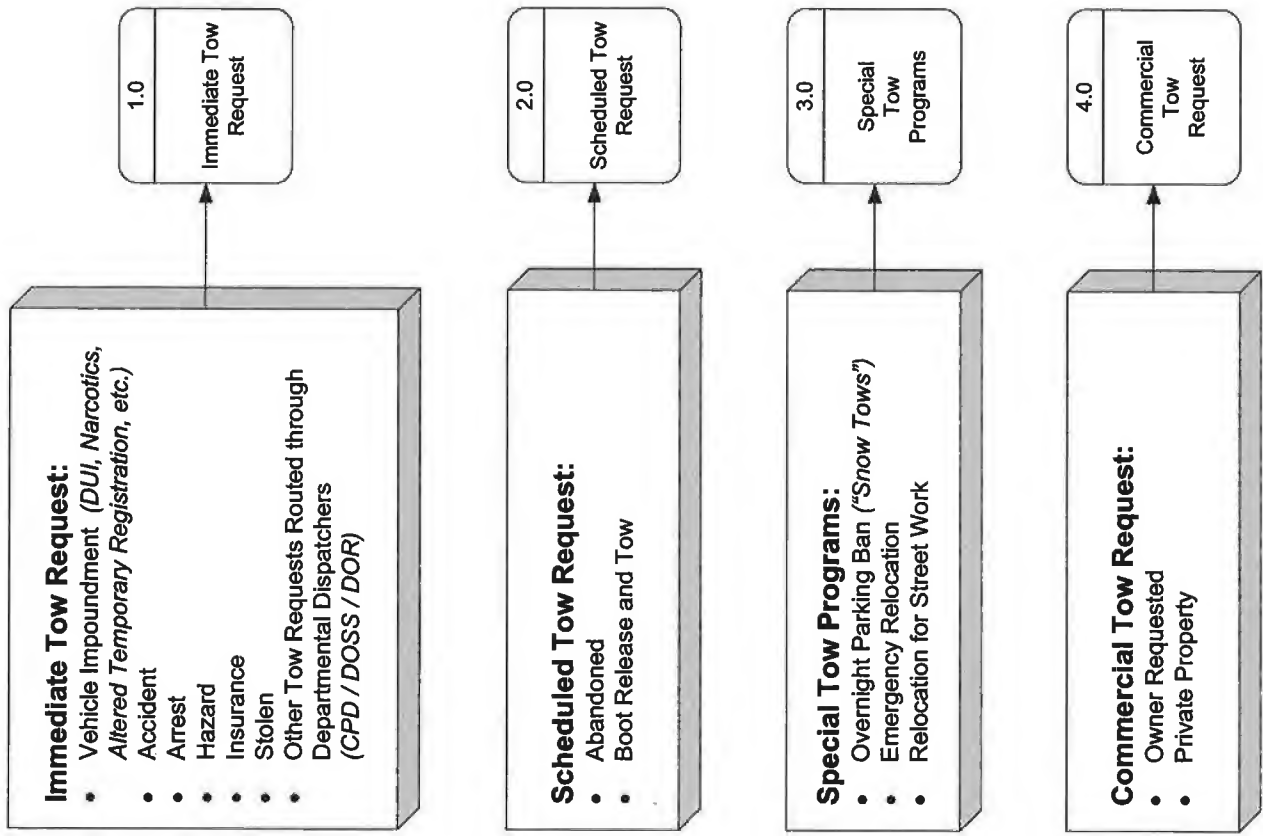 Immediate Tow Request:
• Vehicle Impoundment (DUI, Narcotics,
Altered Temporary Registration, etc.)
• Accident
• Arrest
• Hazard
• Insurance
• Stolen
• Other Tow Requests Routed through
Departmental Dispatchers
(CPD / DOSS / DOR)
1.0
Immediate Tow
Request
Scheduled Tow Request:
• Abandoned
• Boot Release and Tow
2.0
Scheduled Tow
Request
Special Tow Programs:
• Overnight Parking Ban ("Snow Tows")
• Emergency Relocation
• Relocation for Street Work
3.0
Special
Tow
Programs
Commercial Tow Request:
• Owner Requested
• Private Property
4.0
Commercial
Tow
Request